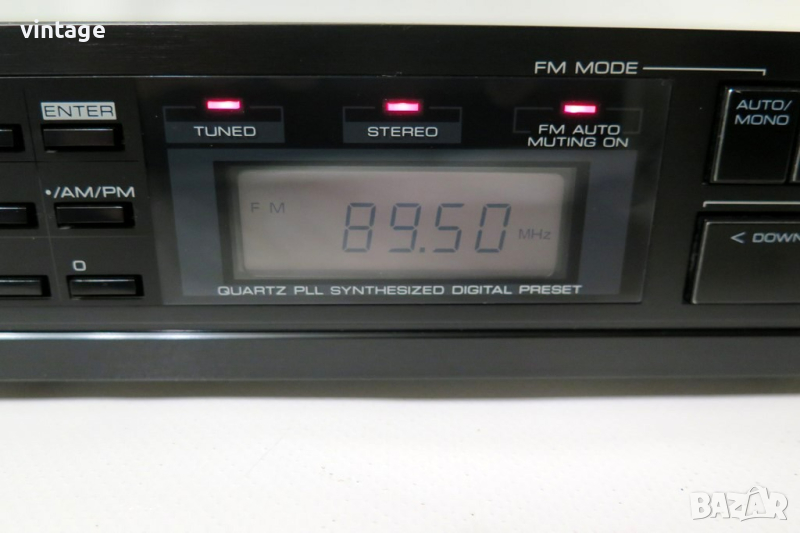 vintage
FM MODE
ENTER
AUTO/
MONO
TUNED
STEREO
FM AUTO
MUTING ON
•/AM/PM
FM
89.50 MHz
< DOWN
0
QUARTZ PLL SYNTHESIZED DIGITAL PRESET
BAZAR